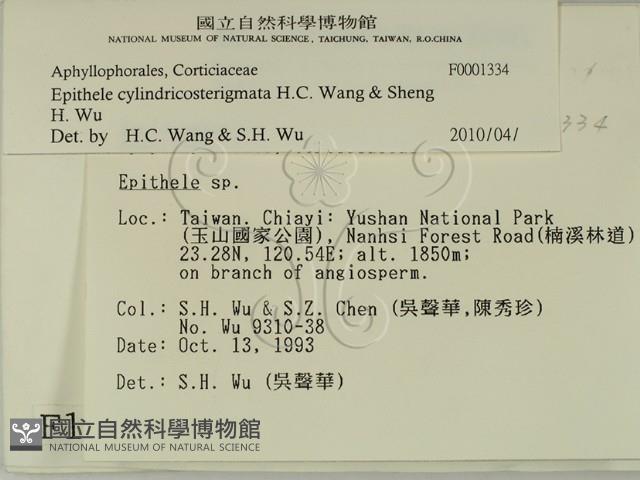 國立自然科學博物館
NATIONAL MUSEUM OF NATURAL SCIENCE, TAICHUNG, TAIWAN, R.O.CHINA
Aphyllophorales, Corticiaceae F0001334
Epithele cylindricosterigmata H.C. Wang & Sheng
H. Wu
Det. by H.C. Wang & S.H. Wu 2010/04/
334
Epithele sp.
Loc.: Taiwan. Chiayi: Yushan National Park
(玉山國家公園), Nanhsi Forest Road(楠溪林道)
23.28N, 120.54E; alt. 1850m;
on branch of angiosperm.
Col.: S.H. Wu & S.Z. Chen (吳聲華,陳秀珍)
No. Wu 9310-38
Date: Oct. 13, 1993
Det.: S.H. Wu (吳聲華)
國立自然科學博物館
NATIONAL MUSEUM OF NATURAL SCIENCE